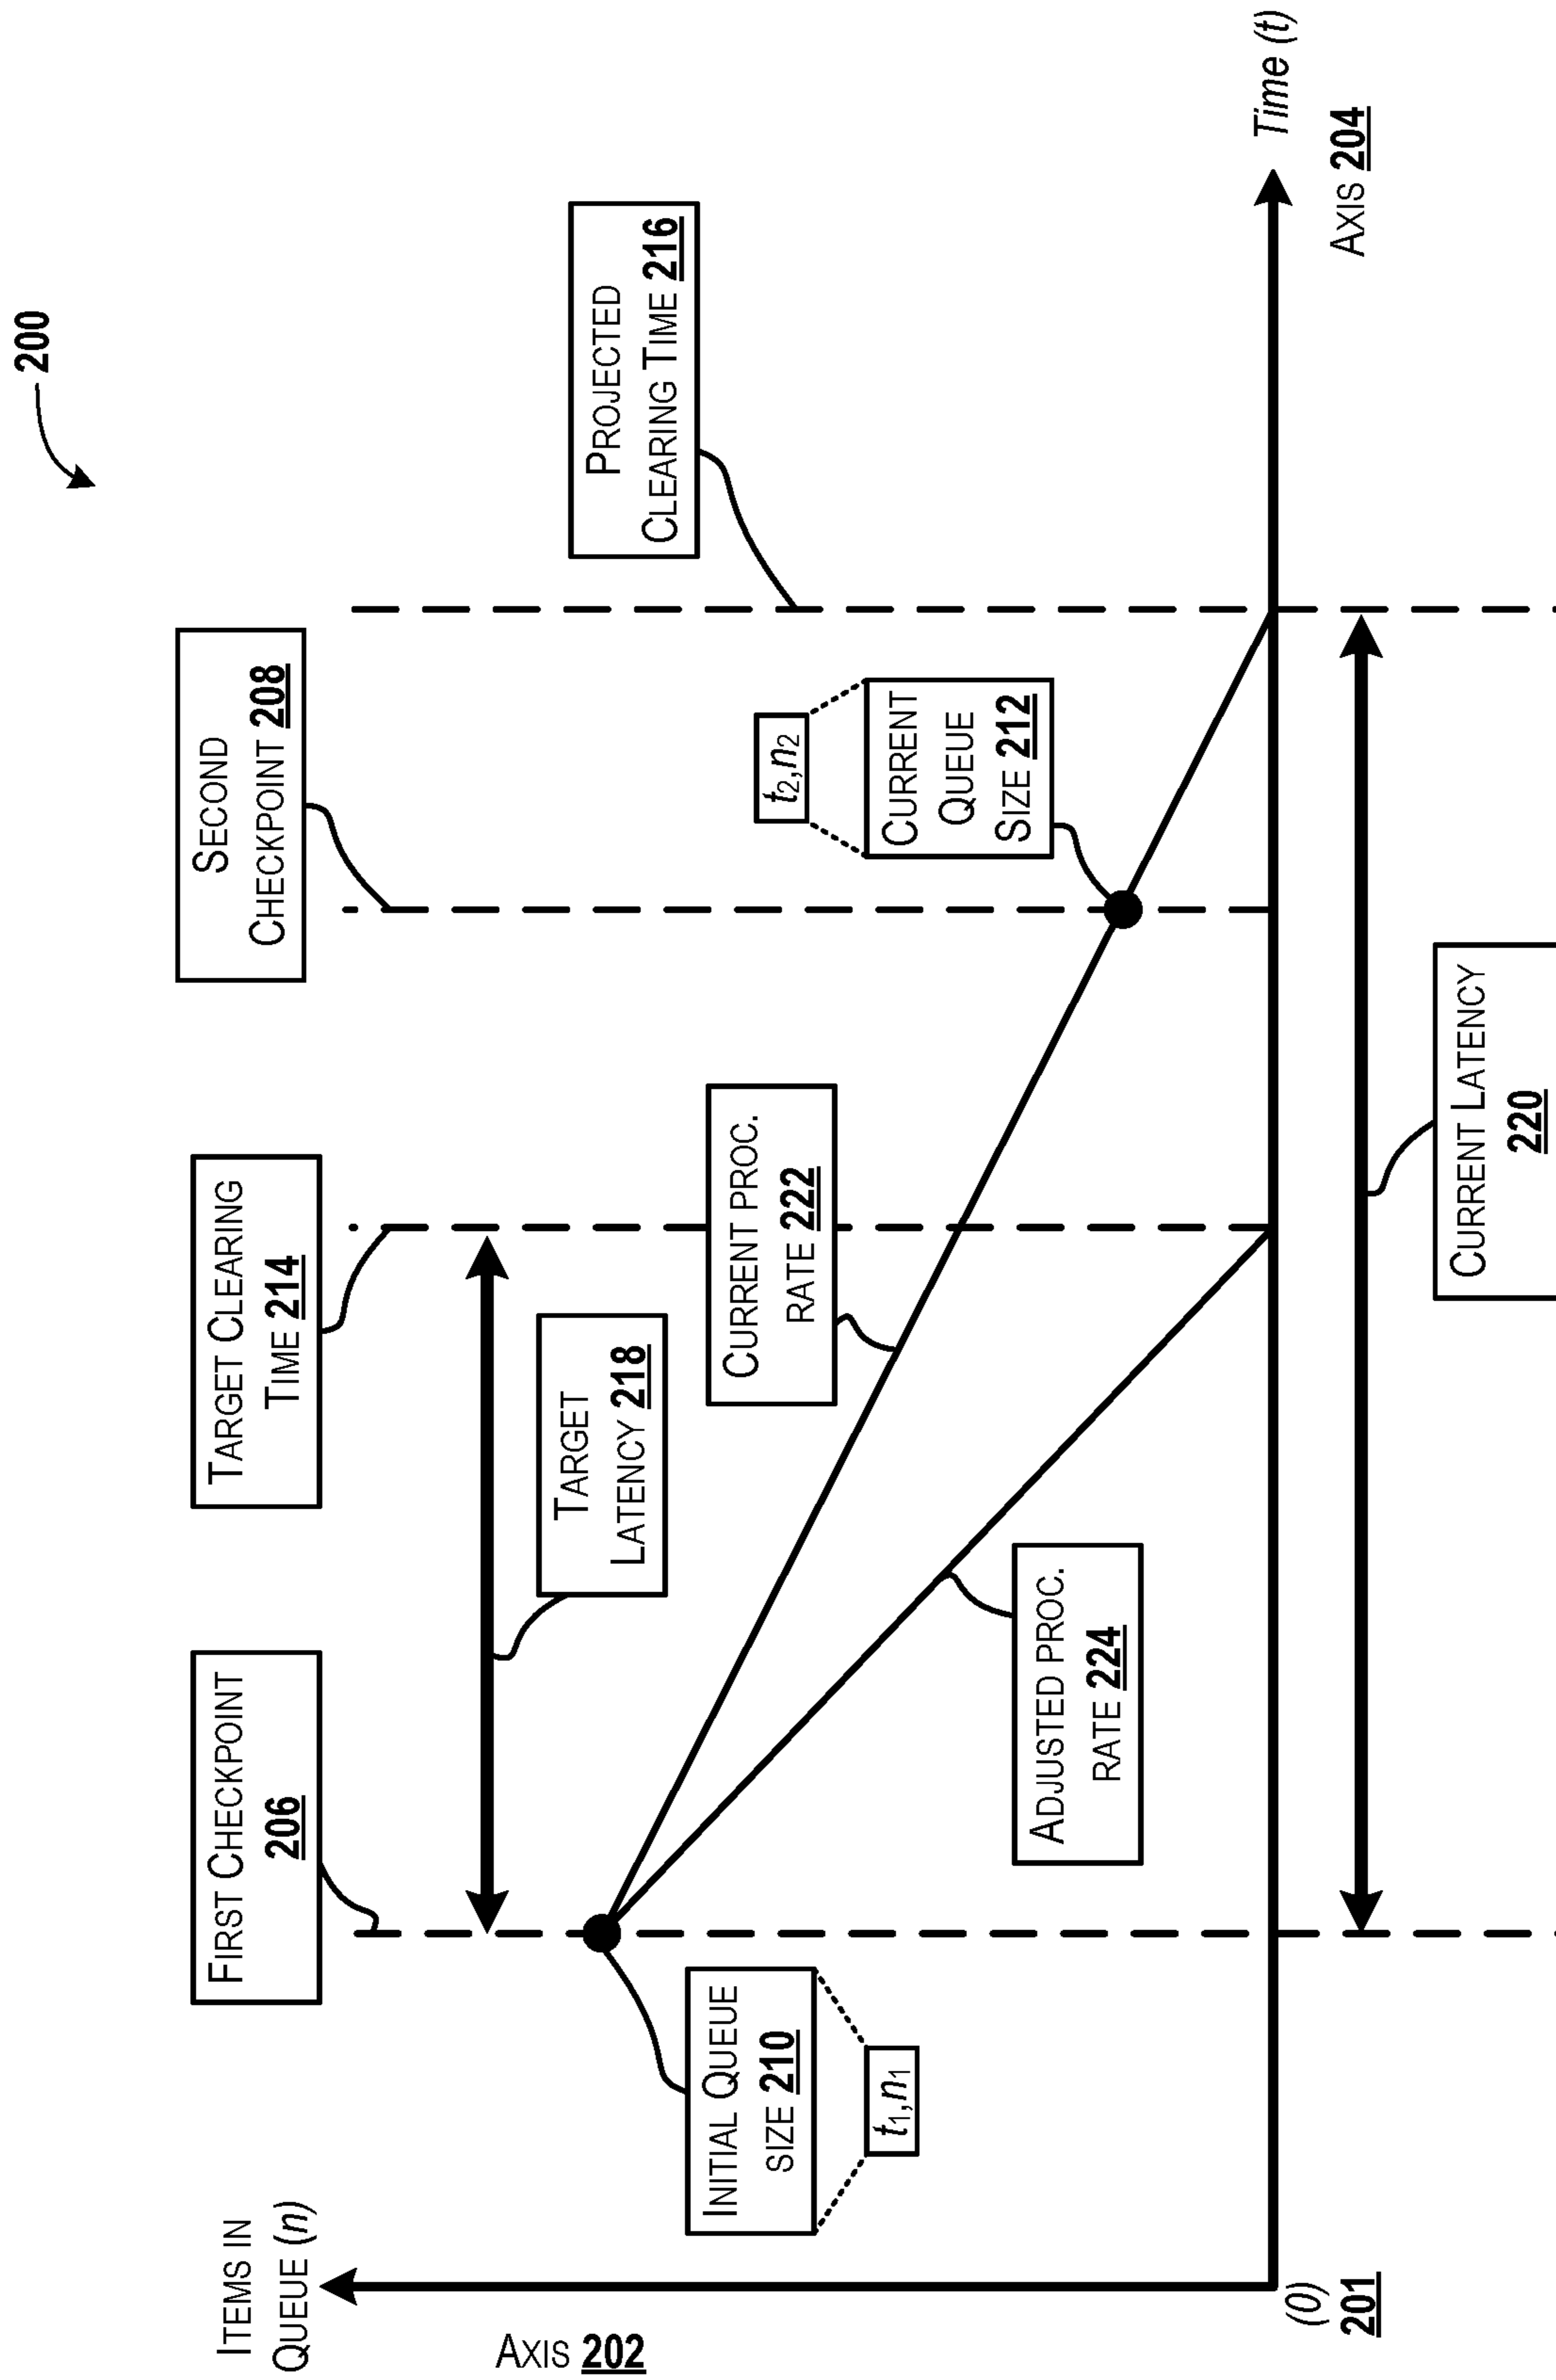 200
ITEMS IN
QUEUE (n)
AXIS 202
FIRST CHECKPOINT
206
TARGET CLEARING
TIME 214
SECOND
CHECKPOINT 208
PROJECTED
CLEARING TIME 216
TARGET
LATENCY 218
INITIAL QUEUE
SIZE 210
t1,n1
CURRENT PROC.
RATE 222
t2,n2
CURRENT
QUEUE
SIZE 212
ADJUSTED PROC.
RATE 224
(0)
201
Time (t)
AXIS 204
CURRENT LATENCY
220